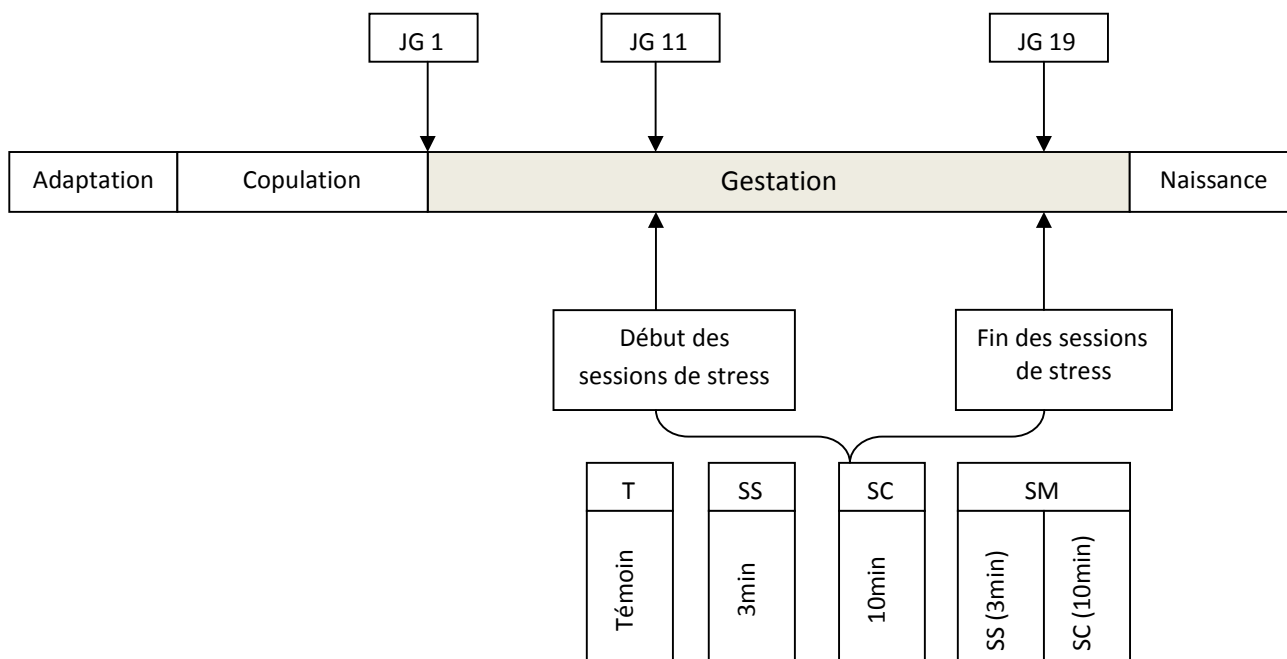 JG 1
JG 11
JG 19
Adaptation
Copulation
Gestation
Naissance
Début des
sessions de stress
Fin des sessions
de stress
T
SS
SC
SM
Témoin
3min
10min
SS (3min)
SC (10min)